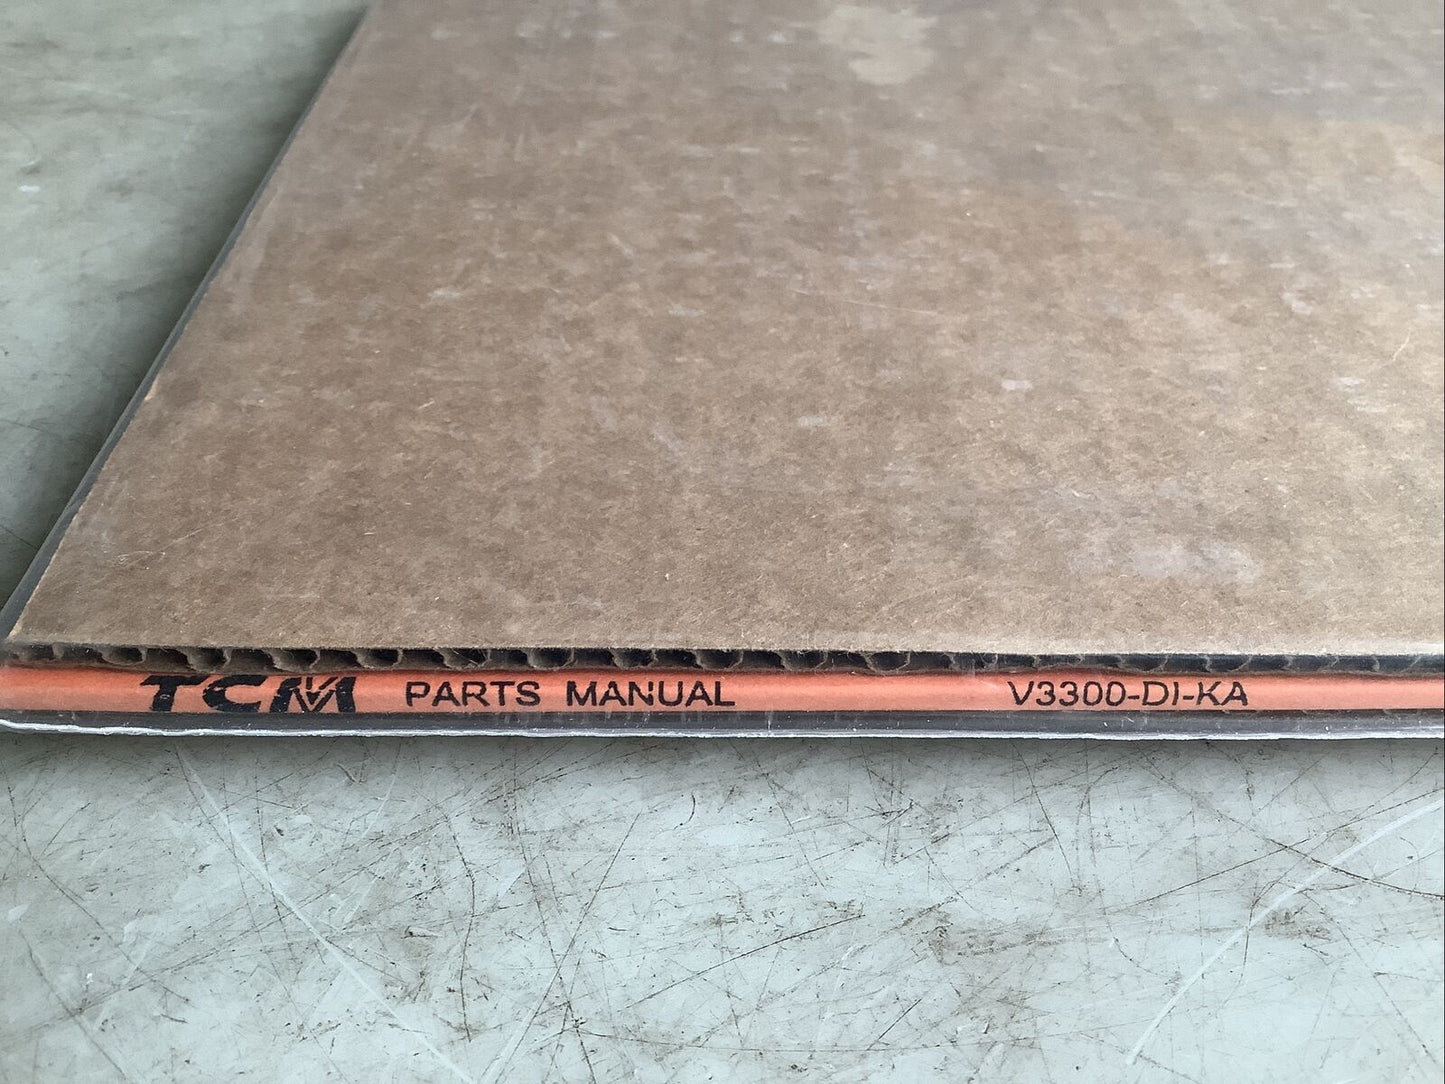 TCM PARTS MANUAL V3300-DI-KA